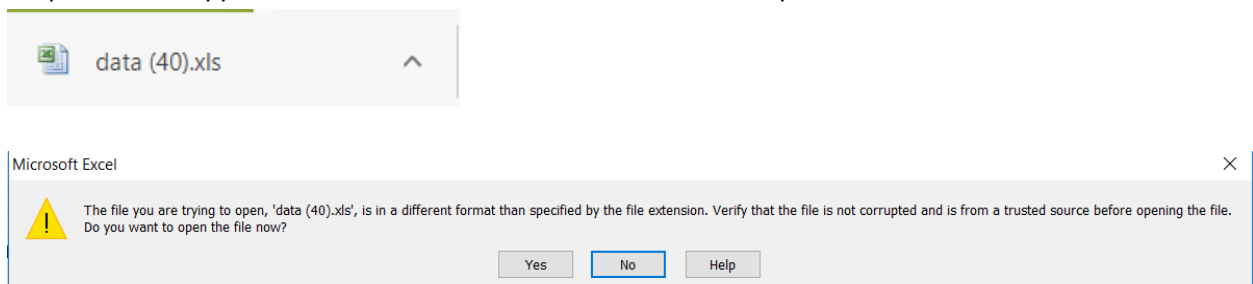 data (40).xls
Microsoft Excel
The file you are trying to open, 'data (40).xls', is in a different format than specified by the file extension. Verify that the file is not corrupted and is from a trusted source before opening the file.
Do you want to open the file now?
Yes No Help